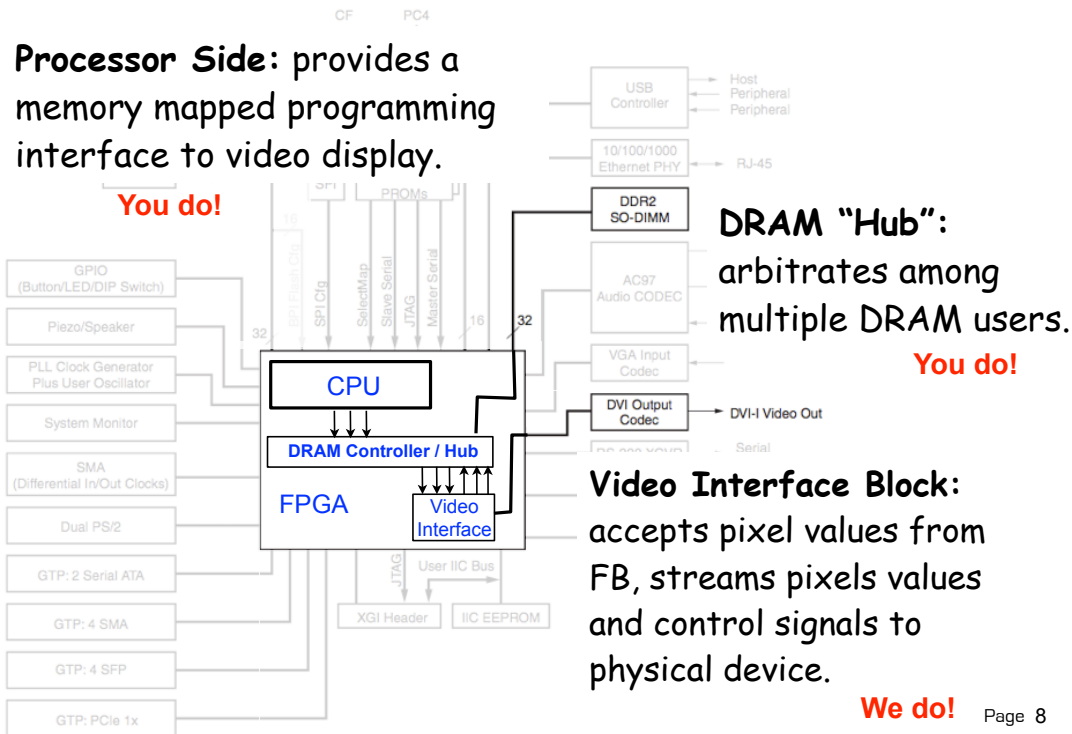 CF PC4
Processor Side: provides a
memory mapped programming
interface to video display.
You do!
USB
Controller
Host
Peripheral
Peripheral
10/100/1000
Ethernet PHY
RJ-45
SPI
PROMs
DDR2
SO-DIMM
DRAM “Hub”:
arbitrates among
multiple DRAM users.
You do!
16
BPI Flash Cfg
SPI Cfg
SelectMap
Slave Serial
JTAG
Master Serial
32
16
32
GPIO
(Button/LED/DIP Switch)
Piezo/Speaker
PLL Clock Generator
Plus User Oscillator
System Monitor
SMA
(Differential In/Out Clocks)
Dual PS/2
GTP: 2 Serial ATA
GTP: 4 SMA
GTP: 4 SFP
GTP: PCIe 1x
AC97
Audio CODEC
VGA Input
Codec
DVI Output
Codec
DVI-I Video Out
Serial
CPU
DRAM Controller / Hub
FPGA
Video
Interface
JTAG
User IIC Bus
XGI Header
IIC EEPROM
Video Interface Block:
accepts pixel values from
FB, streams pixels values
and control signals to
physical device.
We do!
Page 8